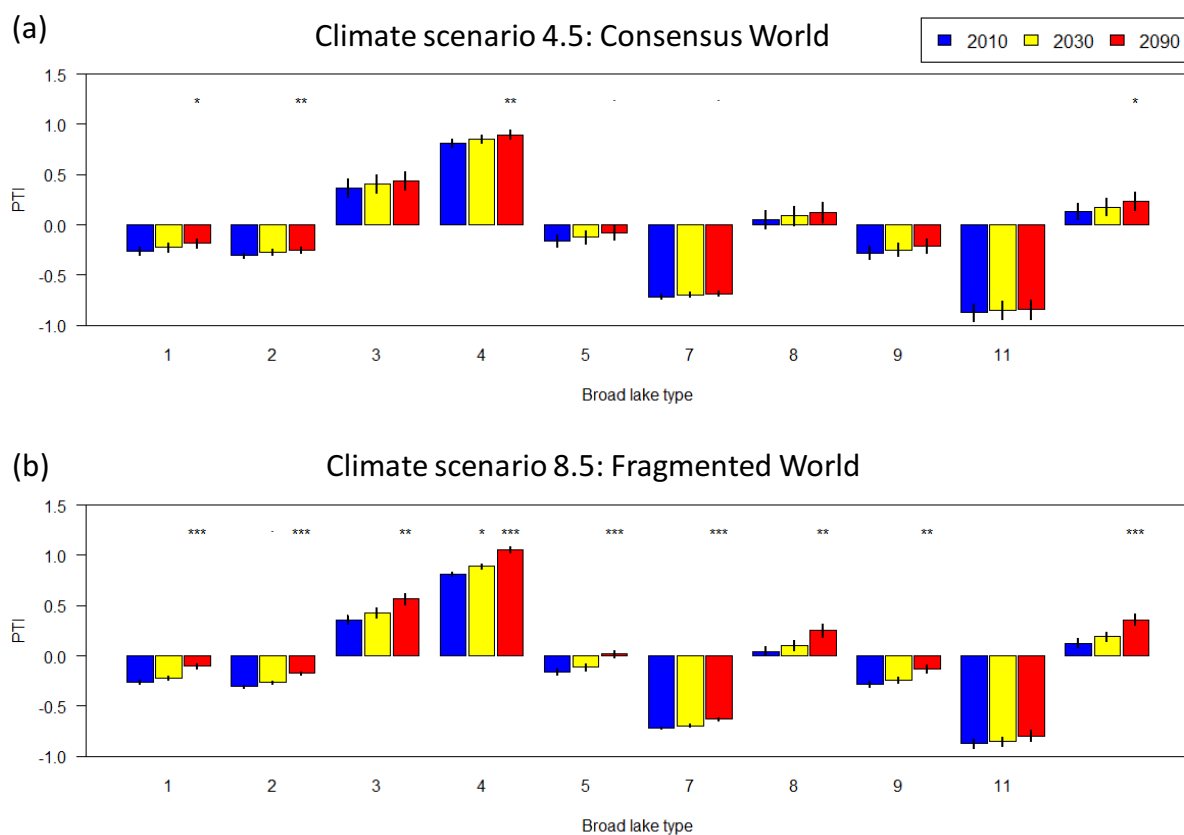 (a)
Climate scenario 4.5: Consensus World
2010 2030 2090
1.5
* ** ** . . *
1.0
0.5
0.0
-0.5
-1.0
PTI
1 2 3 4 5 7 8 9 11
Broad lake type
(b)
Climate scenario 8.5: Fragmented World
1.5
*** . *** ** * *** *** *** ** ** ***
1.0
0.5
0.0
-0.5
-1.0
PTI
1 2 3 4 5 7 8 9 11
Broad lake type